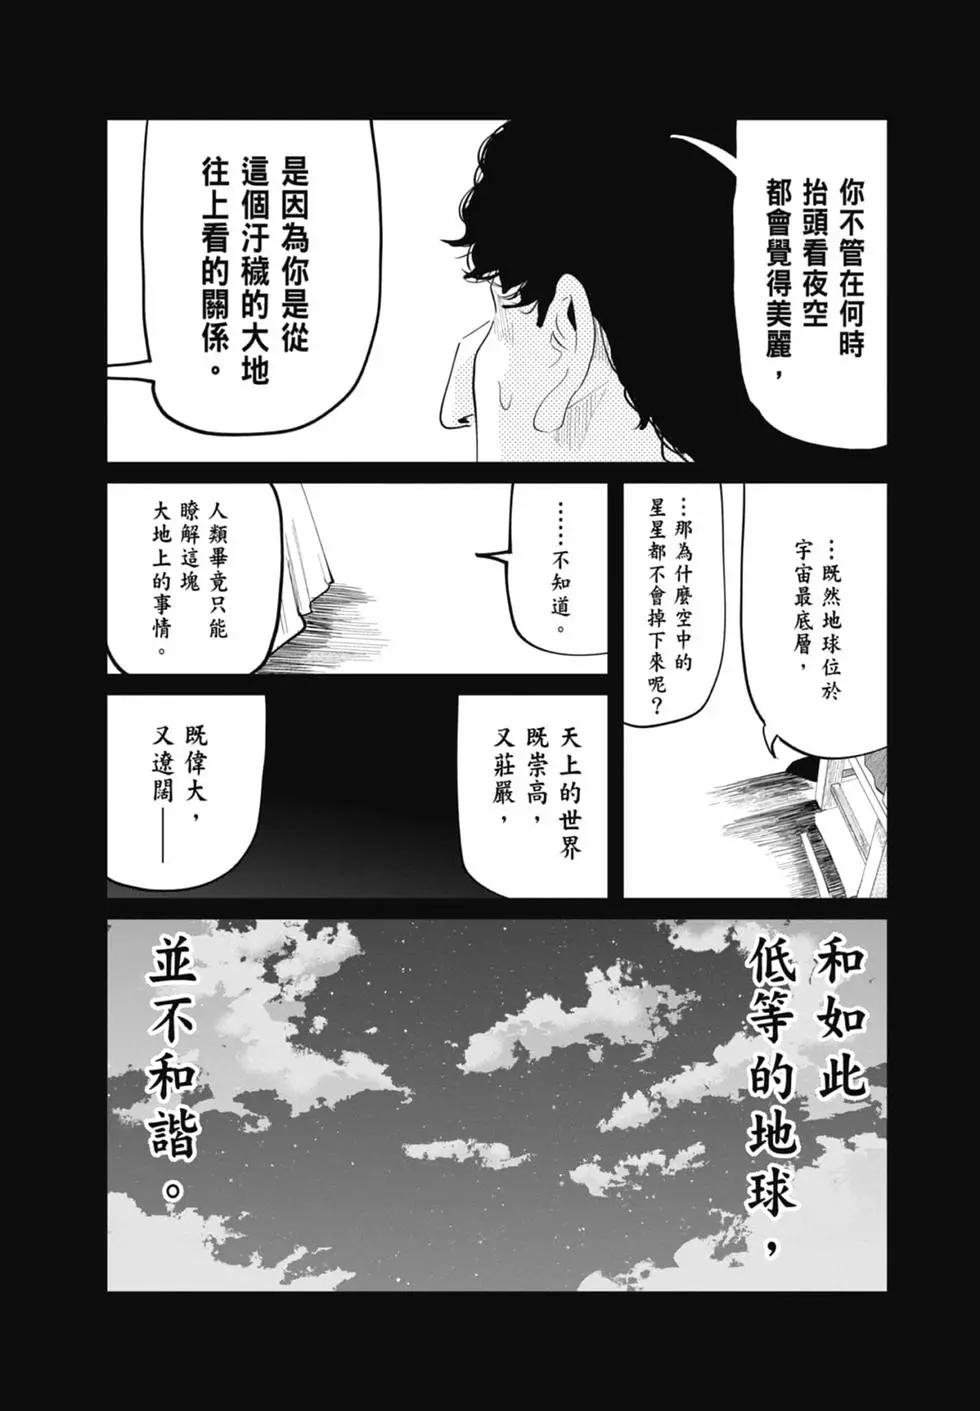 你不管在何時
抬頭看夜空
都會覺得美麗，
是因為你是從
這個汙穢的大地
往上看的關係。
…既然地球位於
宇宙最底層，
…那為什麼空中的
星星都不會掉下來呢？
……不知道。
人類畢竟只能
瞭解這塊
大地上的事情。
天上的世界
既崇高，
又莊嚴，
既偉大，
又遼闊——
和如此
低等的地球，
並不和諧。